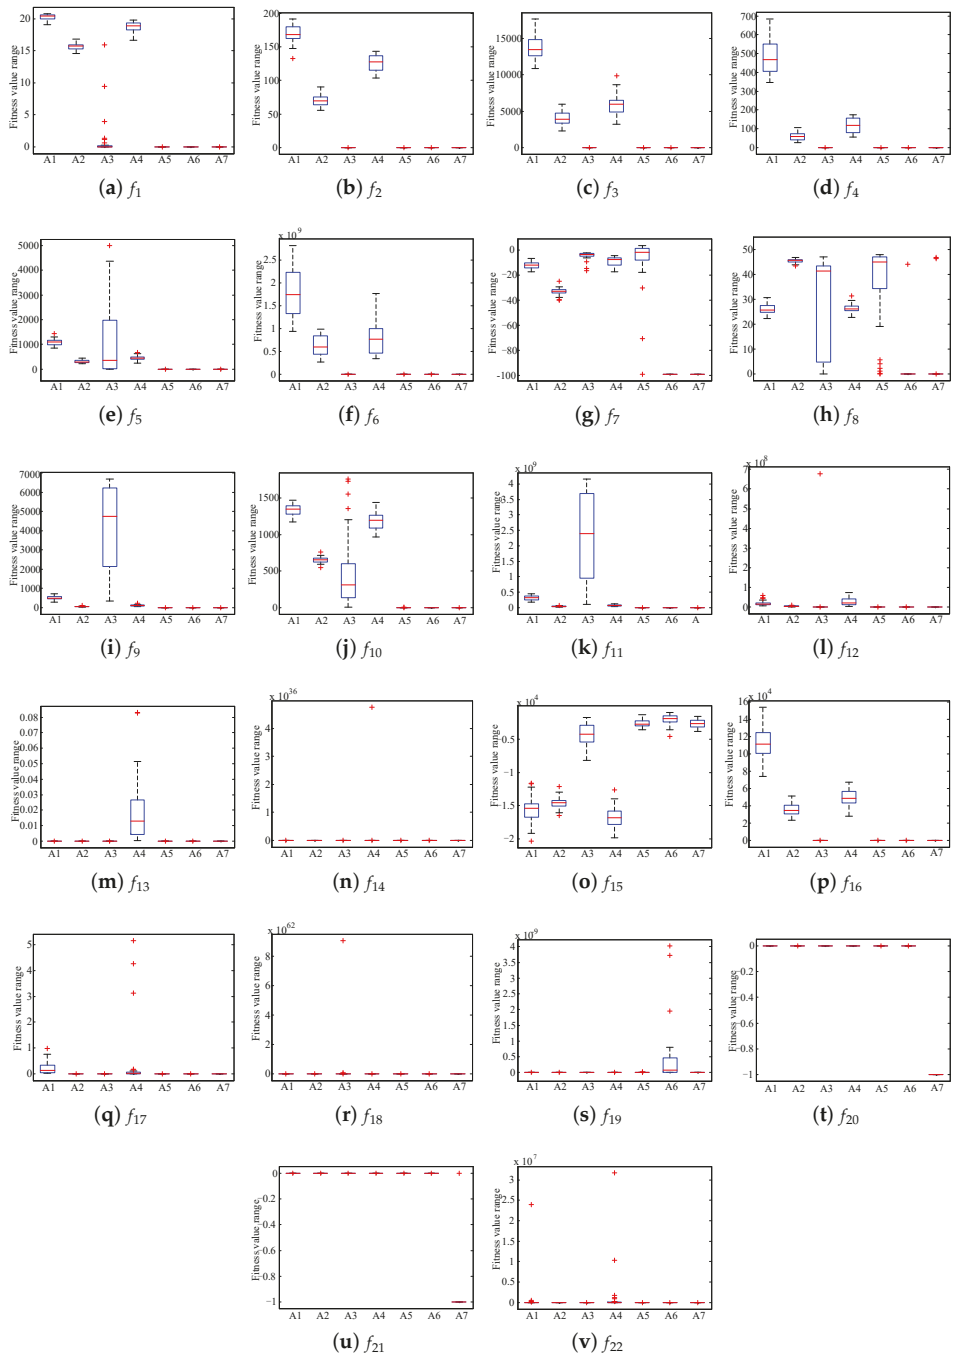 Fitness value range
20
15
10
5
0
A1 A2 A3 A4 A5 A6 A7
(a) f1
Fitness value range
200
150
100
50
0
A1 A2 A3 A4 A5 A6 A7
(b) f2
Fitness value range
15000
10000
5000
0
A1 A2 A3 A4 A5 A6 A7
(c) f3
Fitness value range
700
600
500
400
300
200
100
0
A1 A2 A3 A4 A5 A6 A7
(d) f4
Fitness value range
5000
4000
3000
2000
1000
0
A1 A2 A3 A4 A5 A6 A7
(e) f5
x 10^9
Fitness value range
2.5
2
1.5
1
0.5
0
A1 A2 A3 A4 A5 A6 A7
(f) f6
Fitness value range
0
-20
-40
-60
-80
-100
A1 A2 A3 A4 A5 A6 A7
(g) f7
Fitness value range
50
40
30
20
10
0
A1 A2 A3 A4 A5 A6 A7
(h) f8
Fitness value range
7000
6000
5000
4000
3000
2000
1000
0
A1 A2 A3 A4 A5 A6 A7
(i) f9
Fitness value range
1500
1000
500
0
A1 A2 A3 A4 A5 A6 A7
(j) f10
x 10^9
Fitness value range
4
3.5
3
2.5
2
1.5
1
0.5
0
A1 A2 A3 A4 A5 A6 A
(k) f11
x 10^8
Fitness value range
7
6
5
4
3
2
1
0
A1 A2 A3 A4 A5 A6 A7
(l) f12
Fitness value range
0.08
0.07
0.06
0.05
0.04
0.03
0.02
0.01
0
A1 A2 A3 A4 A5 A6 A7
(m) f13
x 10^36
Fitness value range
4.5
4
3.5
3
2.5
2
1.5
1
0.5
0
A1 A2 A3 A4 A5 A6 A7
(n) f14
x 10^4
Fitness value range
-0.5
-1
-1.5
-2
A1 A2 A3 A4 A5 A6 A7
(o) f15
x 10^4
Fitness value range
16
14
12
10
8
6
4
2
0
A1 A2 A3 A4 A5 A6 A7
(p) f16
Fitness value range
5
4
3
2
1
0
A1 A2 A3 A4 A5 A6 A7
(q) f17
x 10^62
Fitness value range
8
6
4
2
0
A1 A2 A3 A4 A5 A6 A7
(r) f18
x 10^9
Fitness value range
4
3.5
3
2.5
2
1.5
1
0.5
0
A1 A2 A3 A4 A5 A6 A7
(s) f19
Fitness value range
0
-0.2
-0.4
-0.6
-0.8
-1
A1 A2 A3 A4 A5 A6 A7
(t) f20
Fitness value range
0
-0.2
-0.4
-0.6
-0.8
-1
A1 A2 A3 A4 A5 A6 A7
(u) f21
x 10^7
Fitness value range
3
2.5
2
1.5
1
0.5
0
A1 A2 A3 A4 A5 A6 A7
(v) f22